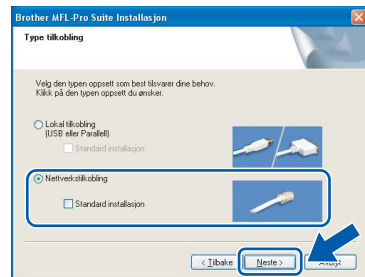 Brother MFL-Pro Suite Installasjon
Type tilkobling
Velg den typen oppsett som best tilsvarer dine behov.
Klikk på den typen oppsett du ønsker.
Lokal tilkobling
(USB eller Parallell)
Standard installasjon
Nettverkstilkobling
Standard installasjon
< Tilbake
Neste >